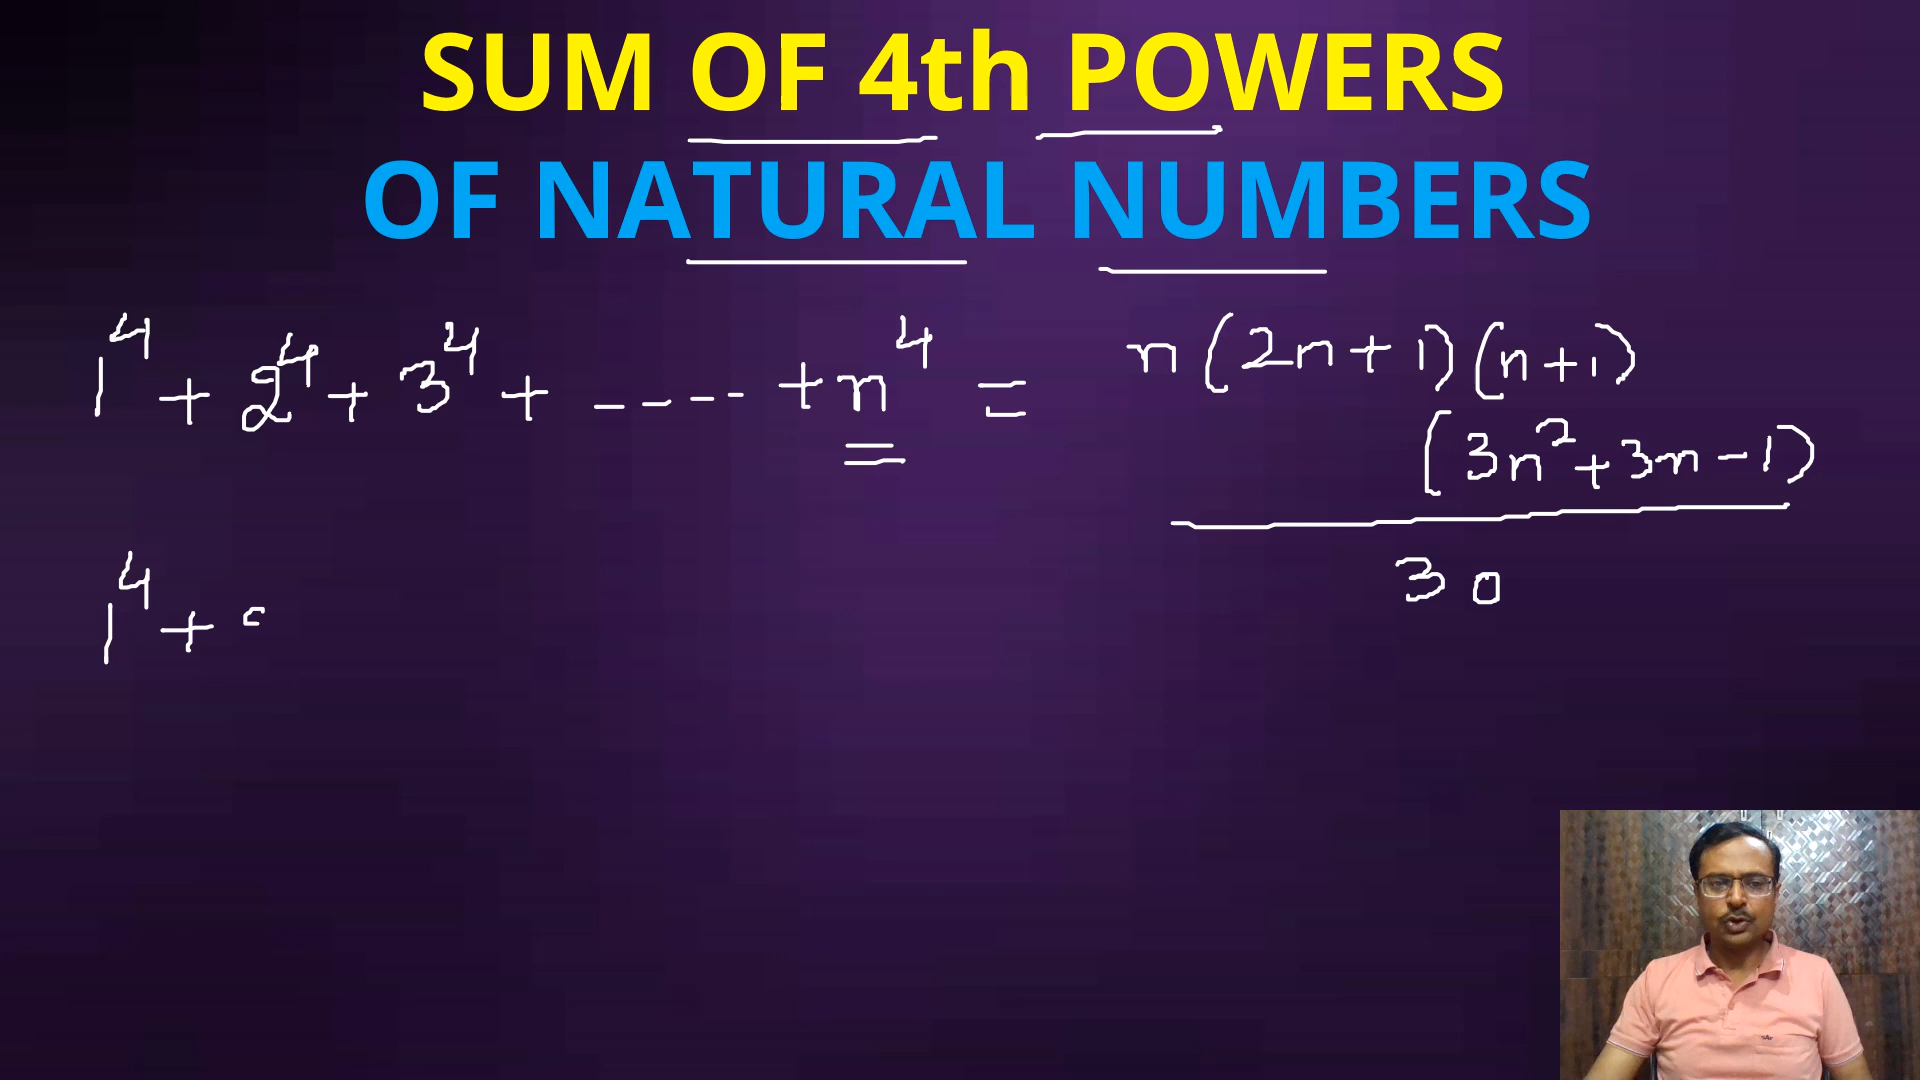 SUM OF 4th POWERS
OF NATURAL NUMBERS
1⁴ + 2⁴ + 3⁴ + ---- + n⁴ = n(2n+1)(n+1)
(3n²+3n-1)
30
1⁴ +